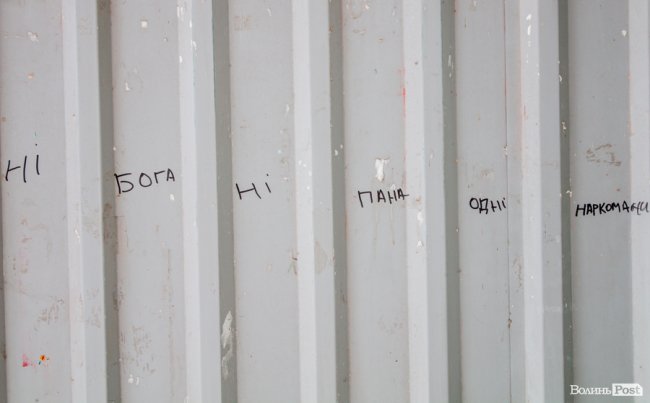 НІ БОГА НІ ПАНА ОДНІ НАРКОМАНИ
Волинь Post